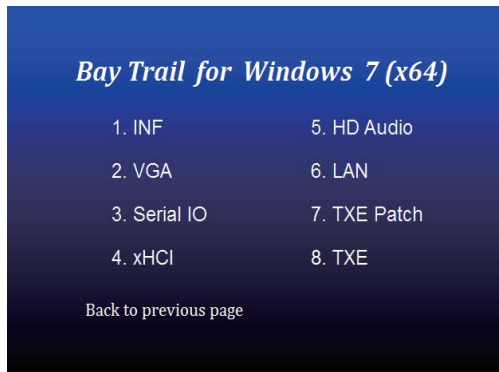 Bay Trail for Windows 7 (x64)
1. INF
2. VGA
3. Serial IO
4. xHCI
5. HD Audio
6. LAN
7. TXE Patch
8. TXE
Back to previous page